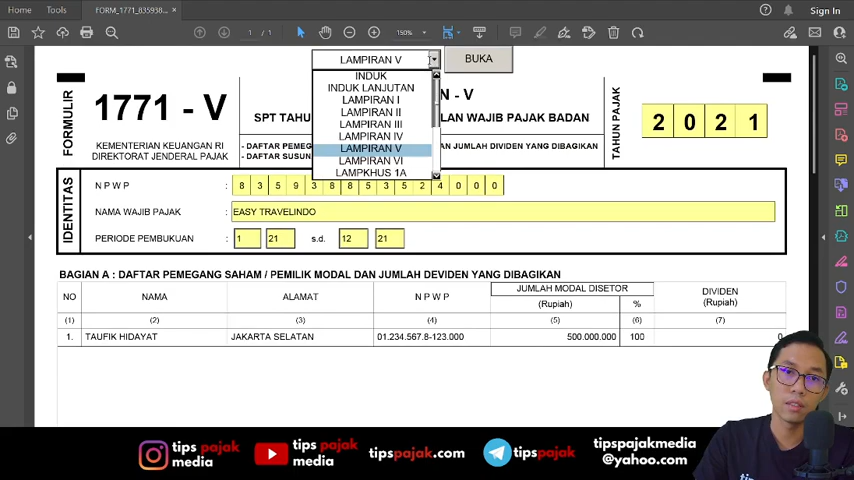 Home Tools FORM_1771_835938... × Sign In
1 / 1 150%
LAMPIRAN V BUKA
INDUK
INDUK LANJUTAN
LAMPIRAN I
LAMPIRAN II
LAMPIRAN III
LAMPIRAN IV
LAMPIRAN V
LAMPIRAN VI
LAMPKHUS 1A
FORMULIR
1771 - V
KEMENTERIAN KEUANGAN RI
DIREKTORAT JENDERAL PAJAK
N - V
SPT TAHU LAN WAJIB PAJAK BADAN
- DAFTAR PEMEG AN JUMLAH DIVIDEN YANG DIBAGIKAN
- DAFTAR SUSUN
TAHUN PAJAK
2 0 2 1
IDENTITAS
N P W P : 8 3 5 9 3 8 8 3 5 2 4 0 0 0
NAMA WAJIB PAJAK : EASY TRAVELINDO
PERIODE PEMBUKUAN : 1 21 s.d. 12 21
BAGIAN A : DAFTAR PEMEGANG SAHAM / PEMILIK MODAL DAN JUMLAH DEVIDEN YANG DIBAGIKAN
NO NAMA ALAMAT N P W P JUMLAH MODAL DISETOR DIVIDEN
(Rupiah) % (Rupiah)
(1) (2) (3) (4) (5) (6) (7)
1. TAUFIK HIDAYAT JAKARTA SELATAN 01.234.567.8-123.000 500.000.000 100 0
tips pajak media
tips pajak media
tipspajak.com
tipspajakmedia
tipspajakmedia
@yahoo.com